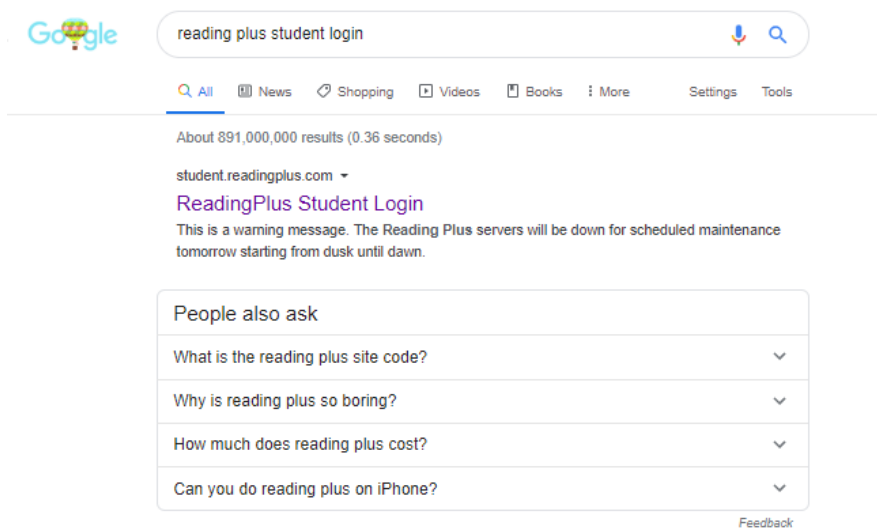 Google
reading plus student login
All News Shopping Videos Books More Settings Tools
About 891,000,000 results (0.36 seconds)
student.readingplus.com
ReadingPlus Student Login
This is a warning message. The Reading Plus servers will be down for scheduled maintenance
tomorrow starting from dusk until dawn.
People also ask
What is the reading plus site code?
Why is reading plus so boring?
How much does reading plus cost?
Can you do reading plus on iPhone?
Feedback